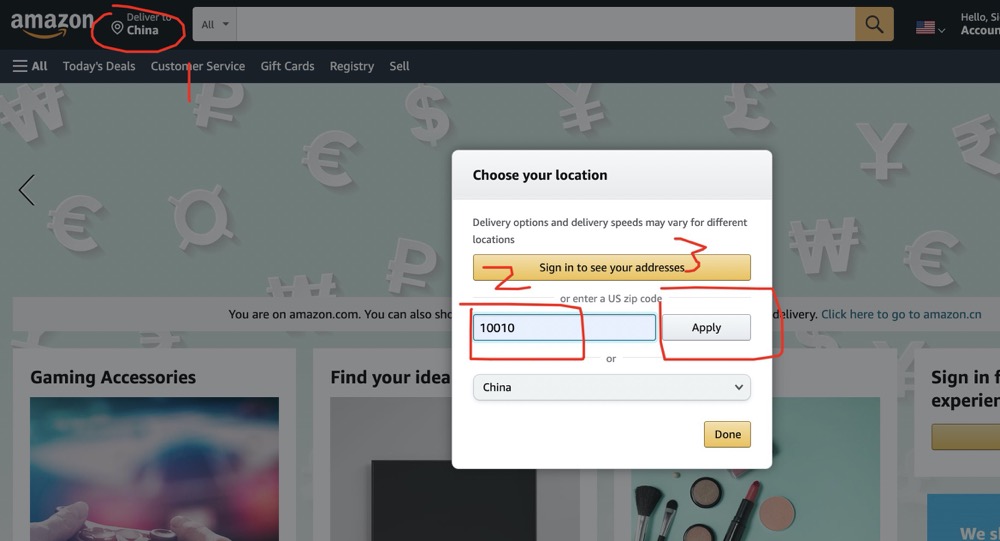 amazon
Deliver to
China
All
Hello, Si
Accoun
All
Today's Deals
Customer Service
Gift Cards
Registry
Sell
1
Choose your location
Delivery options and delivery speeds may vary for different
locations
3
Sign in to see your addresses
2
or enter a US zip code
You are on amazon.com. You can also sho
delivery. Click here to go to amazon.cn
10010
Apply
or
Gaming Accessories
Find your idea
China
Sign in f
experien
Done
We sh